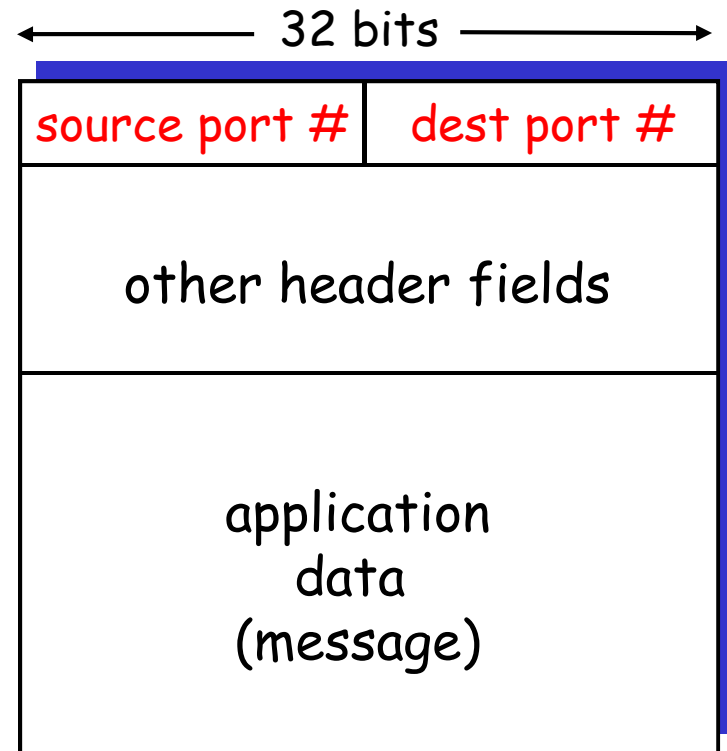 32 bits
source port # dest port #
other header fields
application
data
(message)